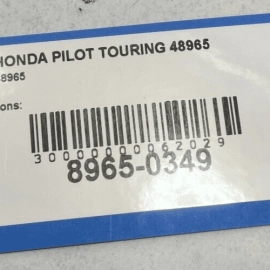 HONDA PILOT TOURING 48965
48965
ons:
3000000062029
8965-0349